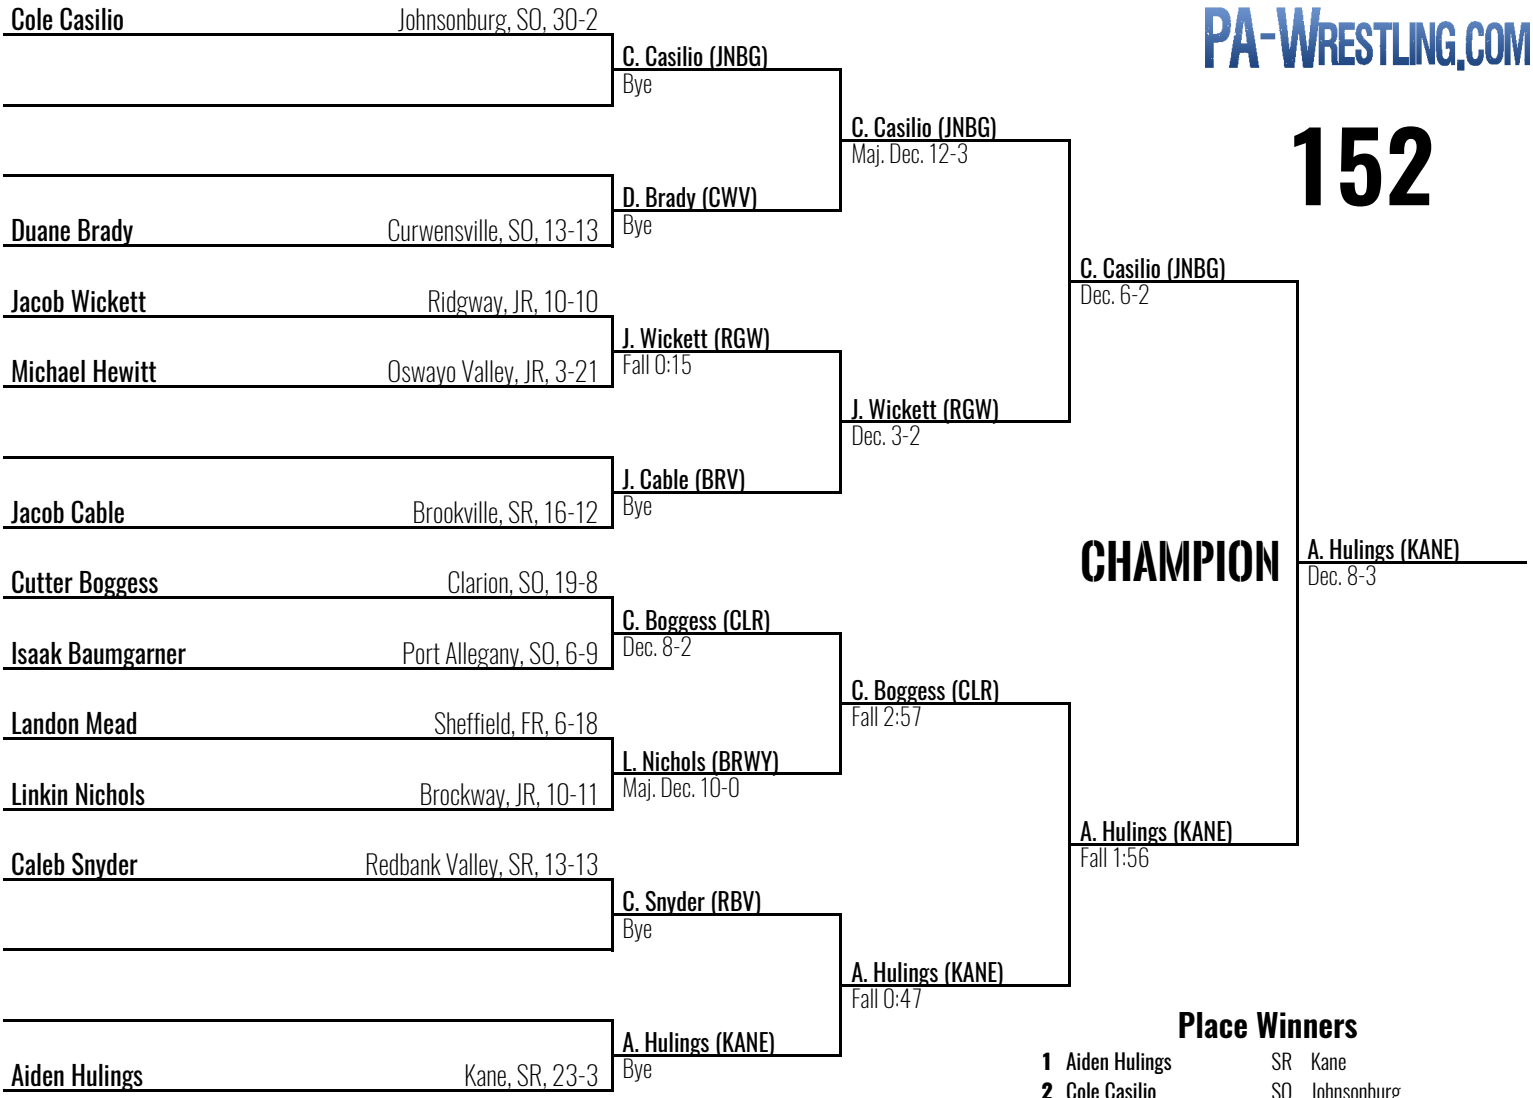 Cole Casilio Johnsonburg, SO, 30-2
C. Casilio (JNBG)
Bye
Duane Brady Curwensville, SO, 13-13
D. Brady (CWV)
Bye
Jacob Wickett Ridgway, JR, 10-10
Michael Hewitt Oswayo Valley, JR, 3-21
J. Wickett (RGW)
Fall 0:15
Jacob Cable Brookville, SR, 16-12
J. Cable (BRV)
Bye
Cutter Boggess Clarion, SO, 19-8
Isaak Baumgarner Port Allegany, SO, 6-9
C. Boggess (CLR)
Dec. 8-2
Landon Mead Sheffield, FR, 6-18
Linkin Nichols Brockway, JR, 10-11
L. Nichols (BRWY)
Maj. Dec. 10-0
Caleb Snyder Redbank Valley, SR, 13-13
C. Snyder (RBV)
Bye
Aiden Hulings Kane, SR, 23-3
A. Hulings (KANE)
Bye
C. Casilio (JNBG)
Maj. Dec. 12-3
J. Wickett (RGW)
Dec. 3-2
C. Boggess (CLR)
Fall 2:57
A. Hulings (KANE)
Fall 0:47
C. Casilio (JNBG)
Dec. 6-2
A. Hulings (KANE)
Fall 1:56
CHAMPION
A. Hulings (KANE)
Dec. 8-3
PA-WRESTLING.COM
152
Place Winners
1 Aiden Hulings SR Kane
2 Cole Casilio SO Johnsonburg